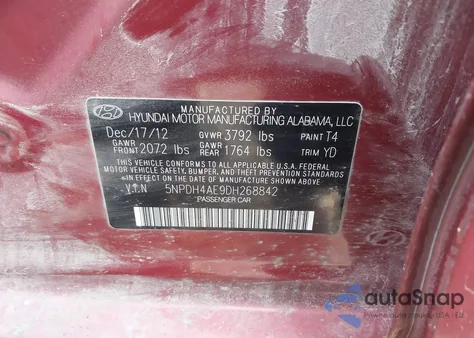 MANUFACTURED BY
HYUNDAI MOTOR MANUFACTURING ALABAMA, LLC
Dec/17/12 GVWR 3792 lbs PAINT T4
GAWR FRONT 2072 lbs GAWR REAR 1764 lbs TRIM YD
THIS VEHICLE CONFORMS TO ALL APPLICABLE U.S.A. FEDERAL
MOTOR VEHICLE SAFETY, BUMPER, AND THEFT PREVENTION STANDARDS
IN EFFECT ON THE DATE OF MANUFACTURE SHOWN ABOVE.
V.I.N 5NPDH4AE9DH268842
PASSENGER CAR
autoSnap